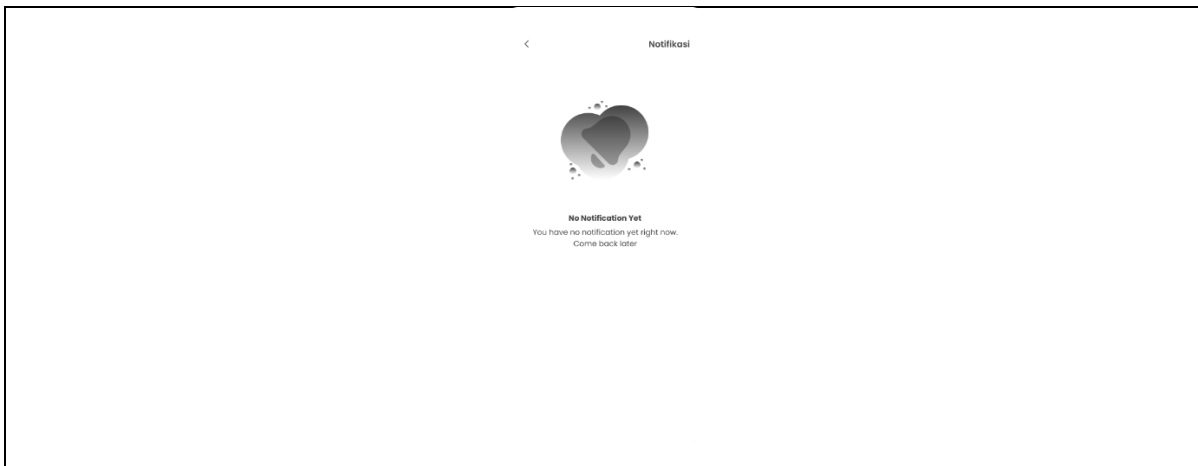 Notifikasi
No Notification Yet
You have no notification yet right now.
Come back later